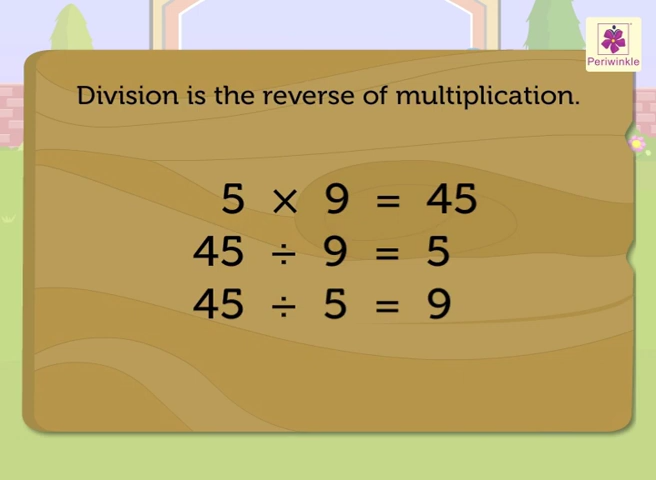 Periwinkle
Division is the reverse of multiplication.
5 × 9 = 45
45 ÷ 9 = 5
45 ÷ 5 = 9